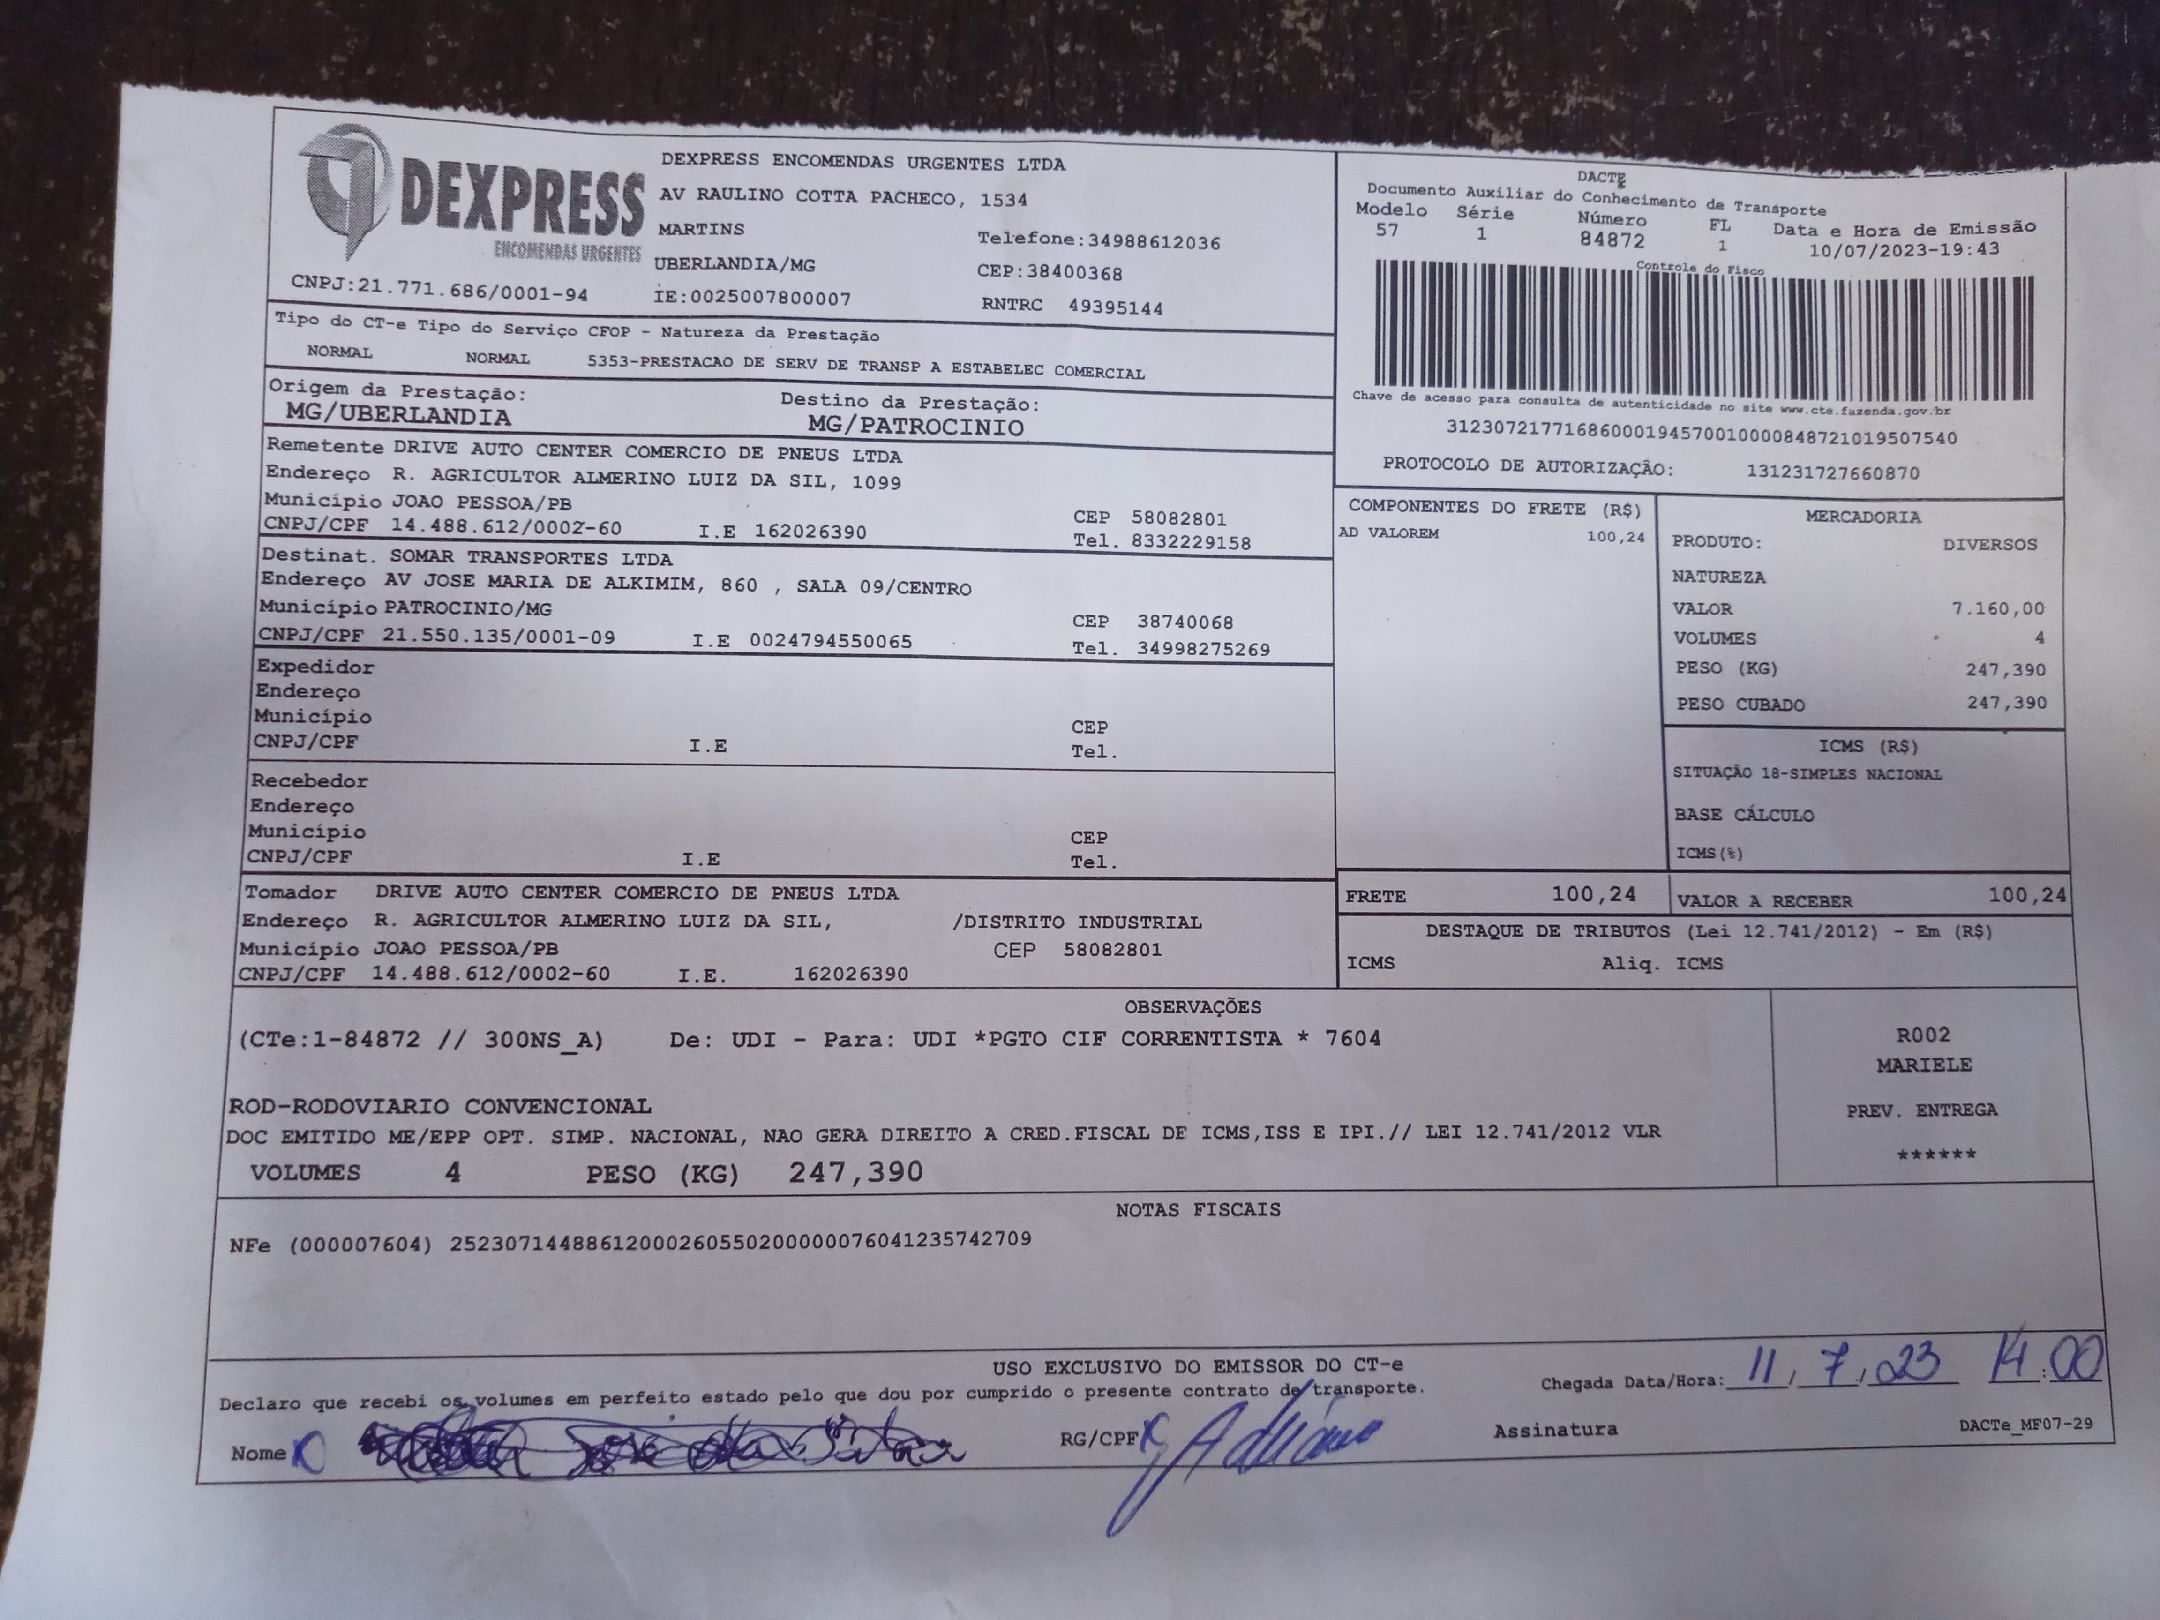 DEXPRESS
ENCOMENDAS URGENTES
CNPJ:21.771.686/0001-94
DEXPRESS ENCOMENDAS URGENTES LTDA
AV RAULINO COTTA PACHECO, 1534
MARTINS Telefone:34988612036
UBERLANDIA/MG CEP:38400368
IE:0025007800007 RNTRC 49395144
DACTE
Documento Auxiliar do Conhecimento de Transporte
Modelo Série Número FL Data e Hora de Emissão
57 1 84872 1 10/07/2023-19:43
Controle do Fisco
Chave de acesso para consulta de autenticidade no site www.cte.fazenda.gov.br
31230721771686000194570010000848721019507540
PROTOCOLO DE AUTORIZAÇÃO: 131231727660870
Tipo do CT-e Tipo do Serviço CFOP - Natureza da Prestação
NORMAL NORMAL 5353-PRESTACAO DE SERV DE TRANSP A ESTABELEC COMERCIAL
Origem da Prestação: Destino da Prestação:
MG/UBERLANDIA MG/PATROCINIO
Remetente DRIVE AUTO CENTER COMERCIO DE PNEUS LTDA
Endereço R. AGRICULTOR ALMERINO LUIZ DA SIL, 1099
Município JOAO PESSOA/PB CEP 58082801
CNPJ/CPF 14.488.612/0002-60 I.E 162026390 Tel. 8332229158
Destinat. SOMAR TRANSPORTES LTDA
Endereço AV JOSE MARIA DE ALKIMIM, 860 , SALA 09/CENTRO
Município PATROCINIO/MG CEP 38740068
CNPJ/CPF 21.550.135/0001-09 I.E 0024794550065 Tel. 34998275269
Expedidor
Endereço
Município CEP
CNPJ/CPF I.E Tel.
Recebedor
Endereço
Município CEP
CNPJ/CPF I.E Tel.
Tomador DRIVE AUTO CENTER COMERCIO DE PNEUS LTDA
Endereço R. AGRICULTOR ALMERINO LUIZ DA SIL, /DISTRITO INDUSTRIAL
Município JOAO PESSOA/PB CEP 58082801
CNPJ/CPF 14.488.612/0002-60 I.E. 162026390
COMPONENTES DO FRETE (R$)
AD VALOREM 100,24
MERCADORIA
PRODUTO: DIVERSOS
NATUREZA
VALOR 7.160,00
VOLUMES 4
PESO (KG) 247,390
PESO CUBADO 247,390
ICMS (R$)
SITUAÇÃO 18-SIMPLES NACIONAL
BASE CÁLCULO
ICMS(%)
FRETE 100,24 VALOR A RECEBER 100,24
DESTAQUE DE TRIBUTOS (Lei 12.741/2012) - Em (R$)
ICMS Aliq. ICMS
OBSERVAÇÕES
(CTe:1-84872 // 300NS_A) De: UDI - Para: UDI *PGTO CIF CORRENTISTA * 7604
ROD-RODOVIARIO CONVENCIONAL
DOC EMITIDO ME/EPP OPT. SIMP. NACIONAL, NAO GERA DIREITO A CRED.FISCAL DE ICMS,ISS E IPI.// LEI 12.741/2012 VLR
VOLUMES 4 PESO (KG) 247,390
R002
MARIELE
PREV. ENTREGA
******
NOTAS FISCAIS
NFe (000007604) 25230714488612000260550200000076041235742709
USO EXCLUSIVO DO EMISSOR DO CT-e
Declaro que recebi os volumes em perfeito estado pelo que dou por cumprido o presente contrato de transporte.
Chegada Data/Hora: 11, 7, 23 14:00
Nome RG/CPF Adriano Assinatura DACTe_MF07-29